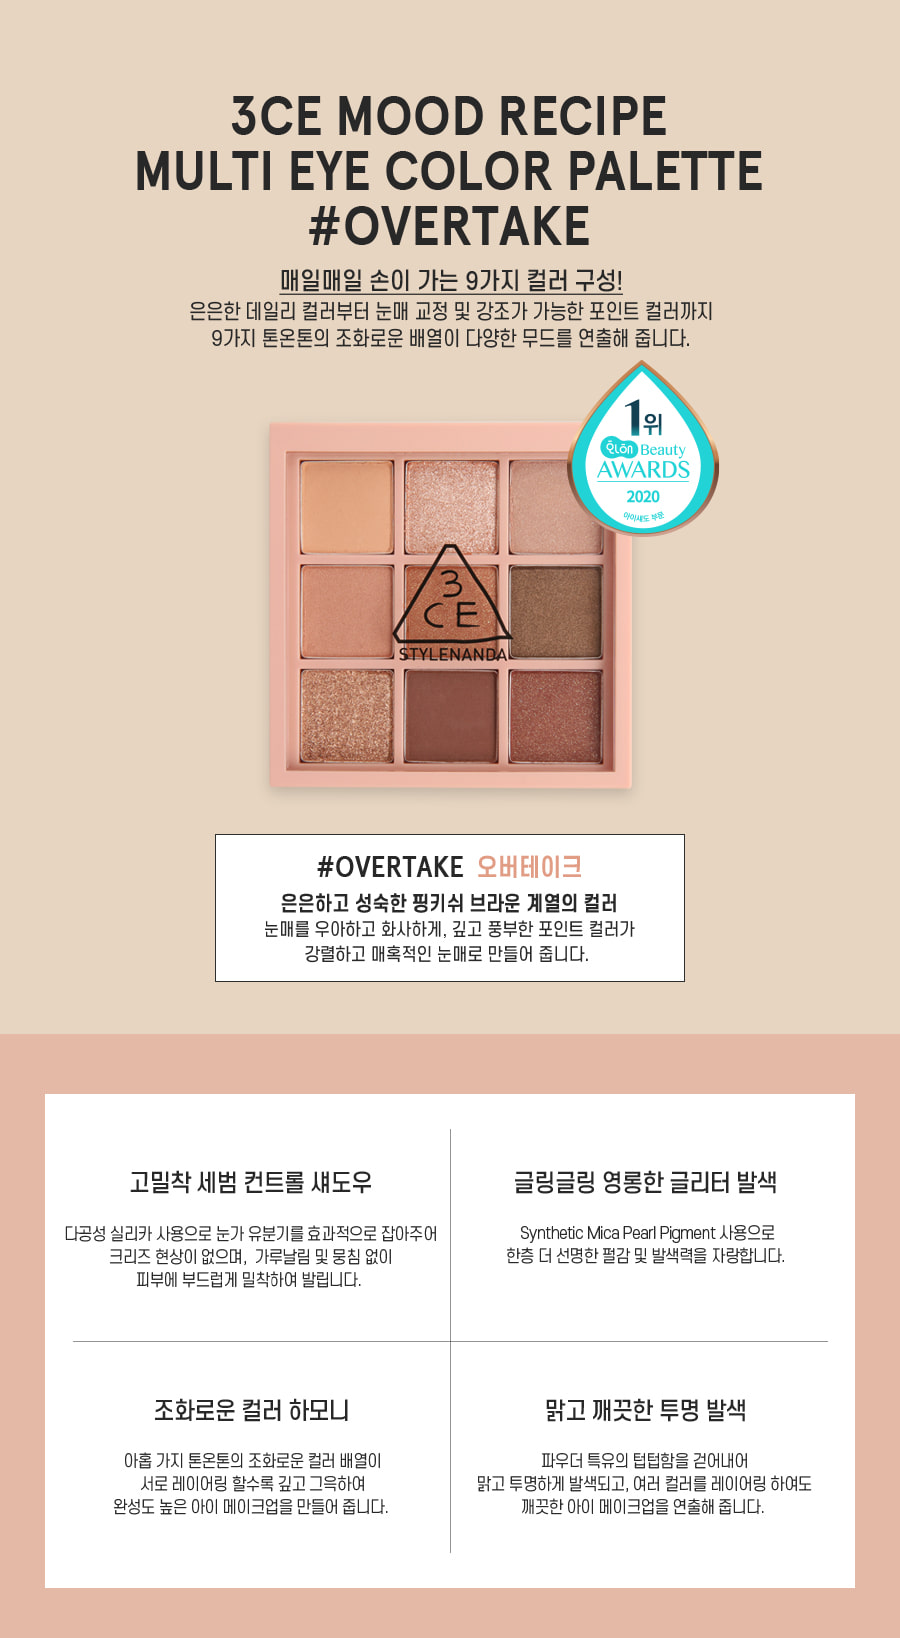 3CE MOOD RECIPE
MULTI EYE COLOR PALETTE
#OVERTAKE
매일매일 손이 가는 9가지 컬러 구성!
은은한 데일리 컬러부터 눈매 교정 및 강조가 가능한 포인트 컬러까지
9가지 톤온톤의 조화로운 배열이 다양한 무드를 연출해 줍니다.
1위
Beauty
AWARDS
2020
아이섀도 부문
3
CE
STYLENANDA
#OVERTAKE 오버테이크
은은하고 성숙한 핑키쉬 브라운 계열의 컬러
눈매를 우아하고 화사하게, 깊고 풍부한 포인트 컬러가
강렬하고 매혹적인 눈매로 만들어 줍니다.
고밀착 세범 컨트롤 섀도우
다공성 실리카 사용으로 눈가 유분기를 효과적으로 잡아주어
크리즈 현상이 없으며, 가루날림 및 뭉침 없이
피부에 부드럽게 밀착하여 발립니다.
글링글링 영롱한 글리터 발색
Synthetic Mica Pearl Pigment 사용으로
한층 더 선명한 펄감 및 발색력을 자랑합니다.
조화로운 컬러 하모니
아홉 가지 톤온톤의 조화로운 컬러 배열이
서로 레이어링 할수록 깊고 그윽하여
완성도 높은 아이 메이크업을 만들어 줍니다.
맑고 깨끗한 투명 발색
파우더 특유의 텁텁함을 걷어내어
맑고 투명하게 발색되고, 여러 컬러를 레이어링 하여도
깨끗한 아이 메이크업을 연출해 줍니다.